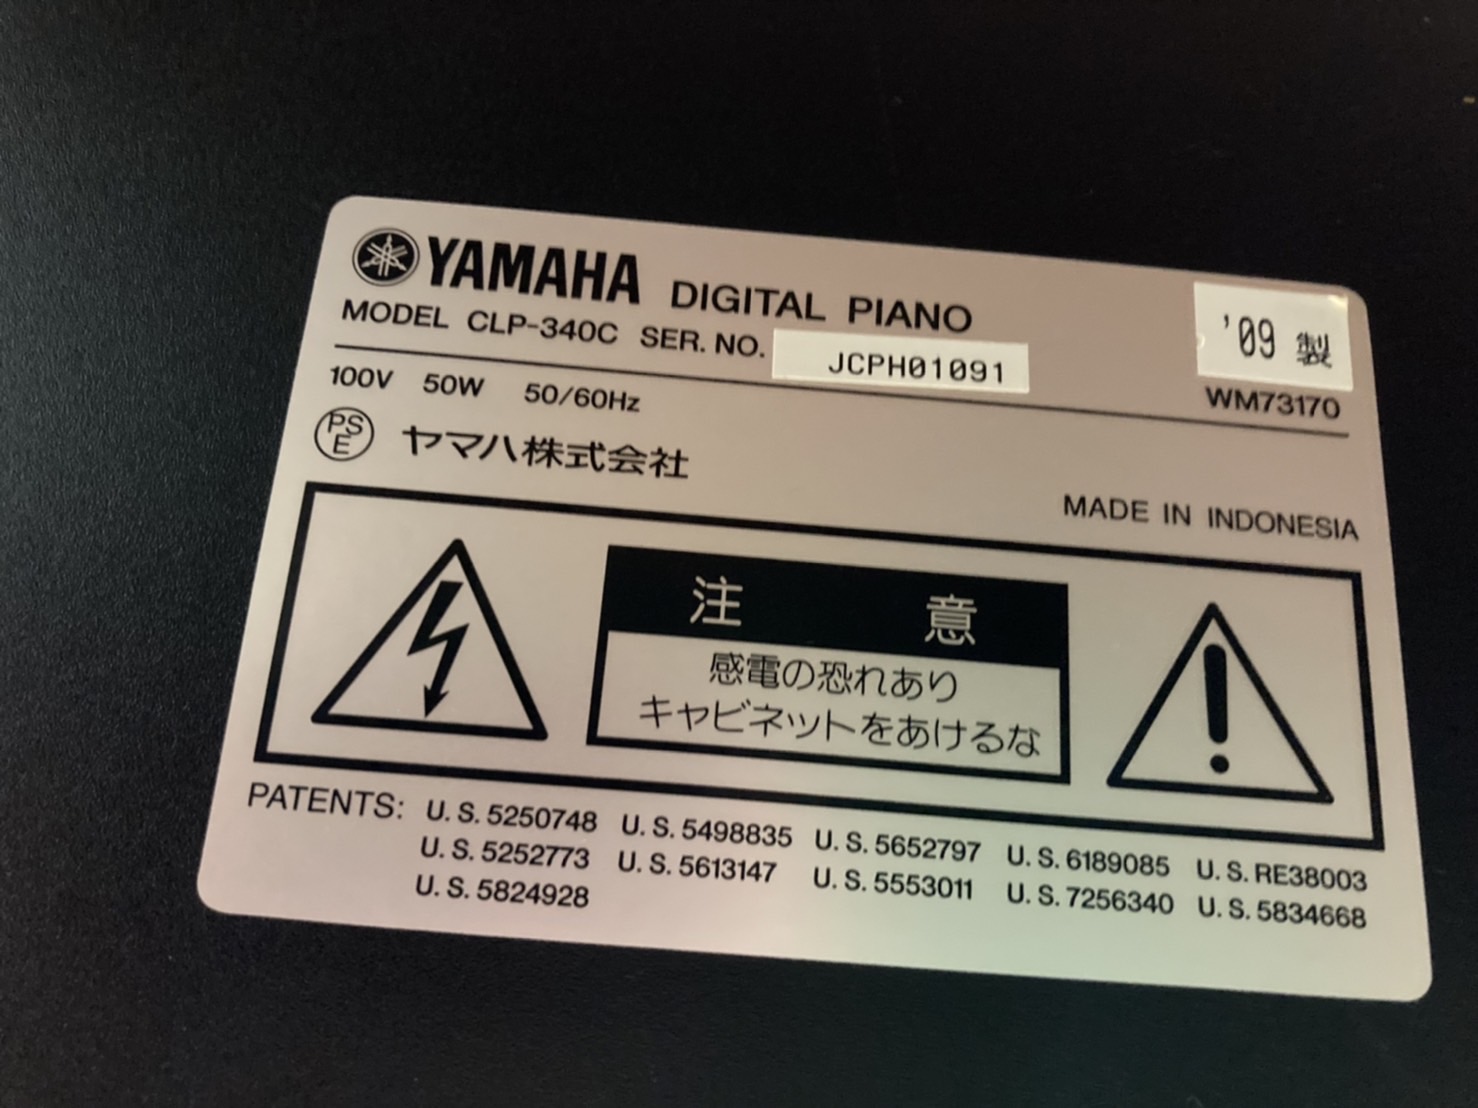 YAMAHA DIGITAL PIANO
MODEL CLP-340C SER. NO. JCPH01091
'09 製
WM73170
100V 50W 50/60Hz
PSE ヤマハ株式会社
MADE IN INDONESIA
注 意
感電の恐れあり
キャビネットをあけるな
PATENTS: U.S.5250748 U.S.5498835 U.S.5652797 U.S.6189085 U.S.RE38003
U.S.5252773 U.S.5613147 U.S.5553011 U.S.7256340 U.S.5834668
U.S.5824928